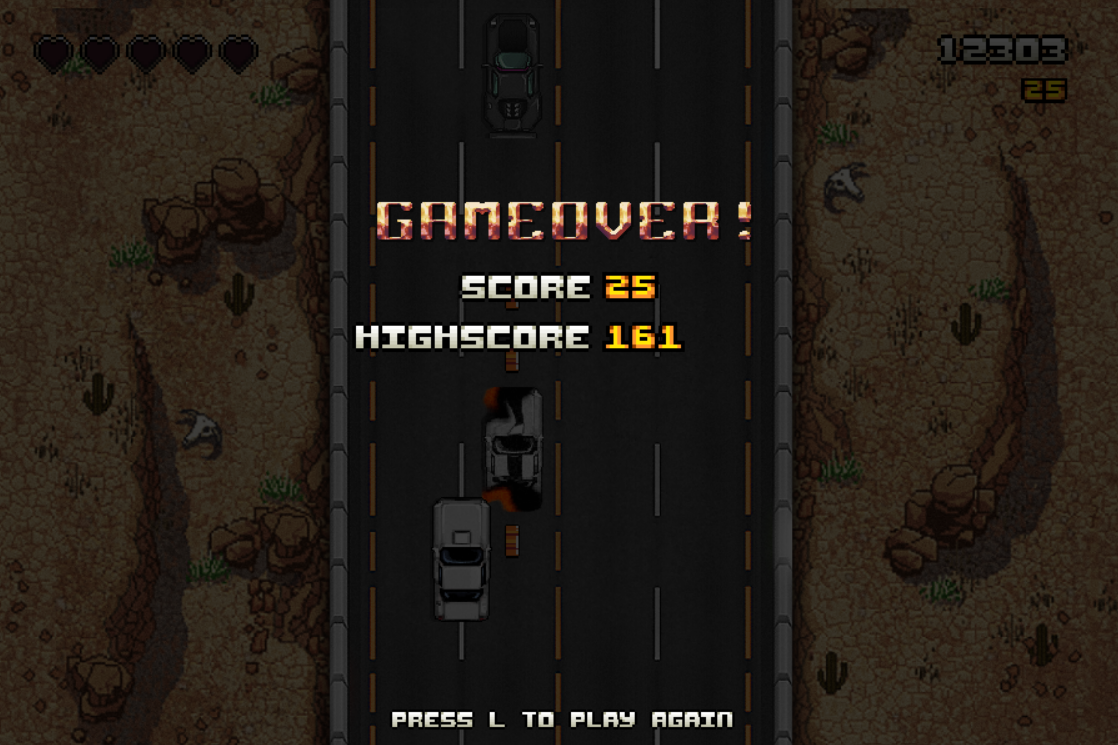 12303
25
GAMEOVER!
SCORE 25
HIGHSCORE 161
PRESS L TO PLAY AGAIN